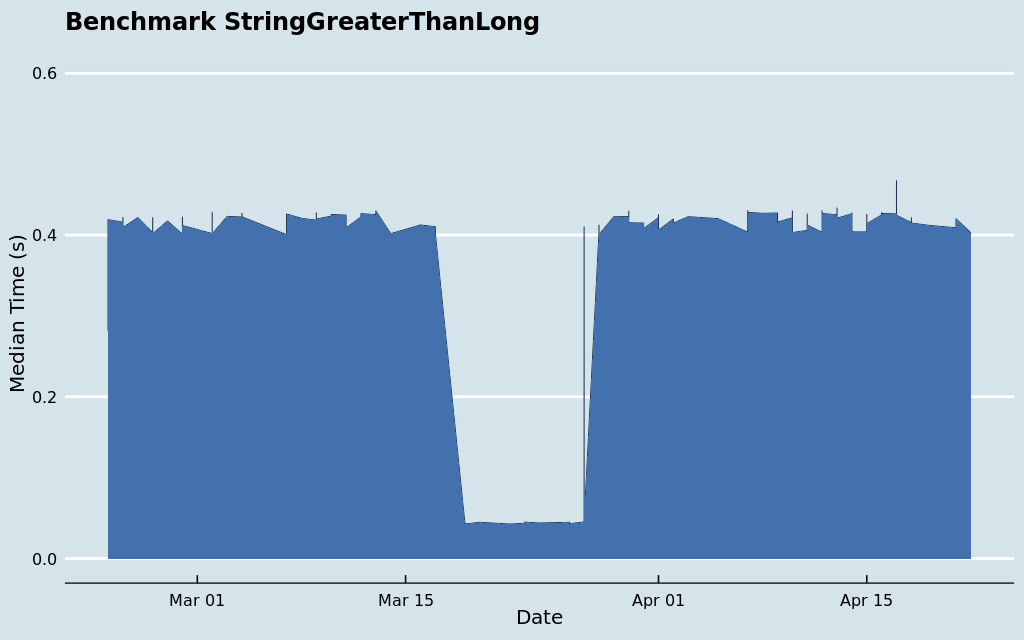 Benchmark StringGreaterThanLong
0.6
0.4
0.2
0.0
Median Time (s)
Mar 01
Mar 15
Apr 01
Apr 15
Date